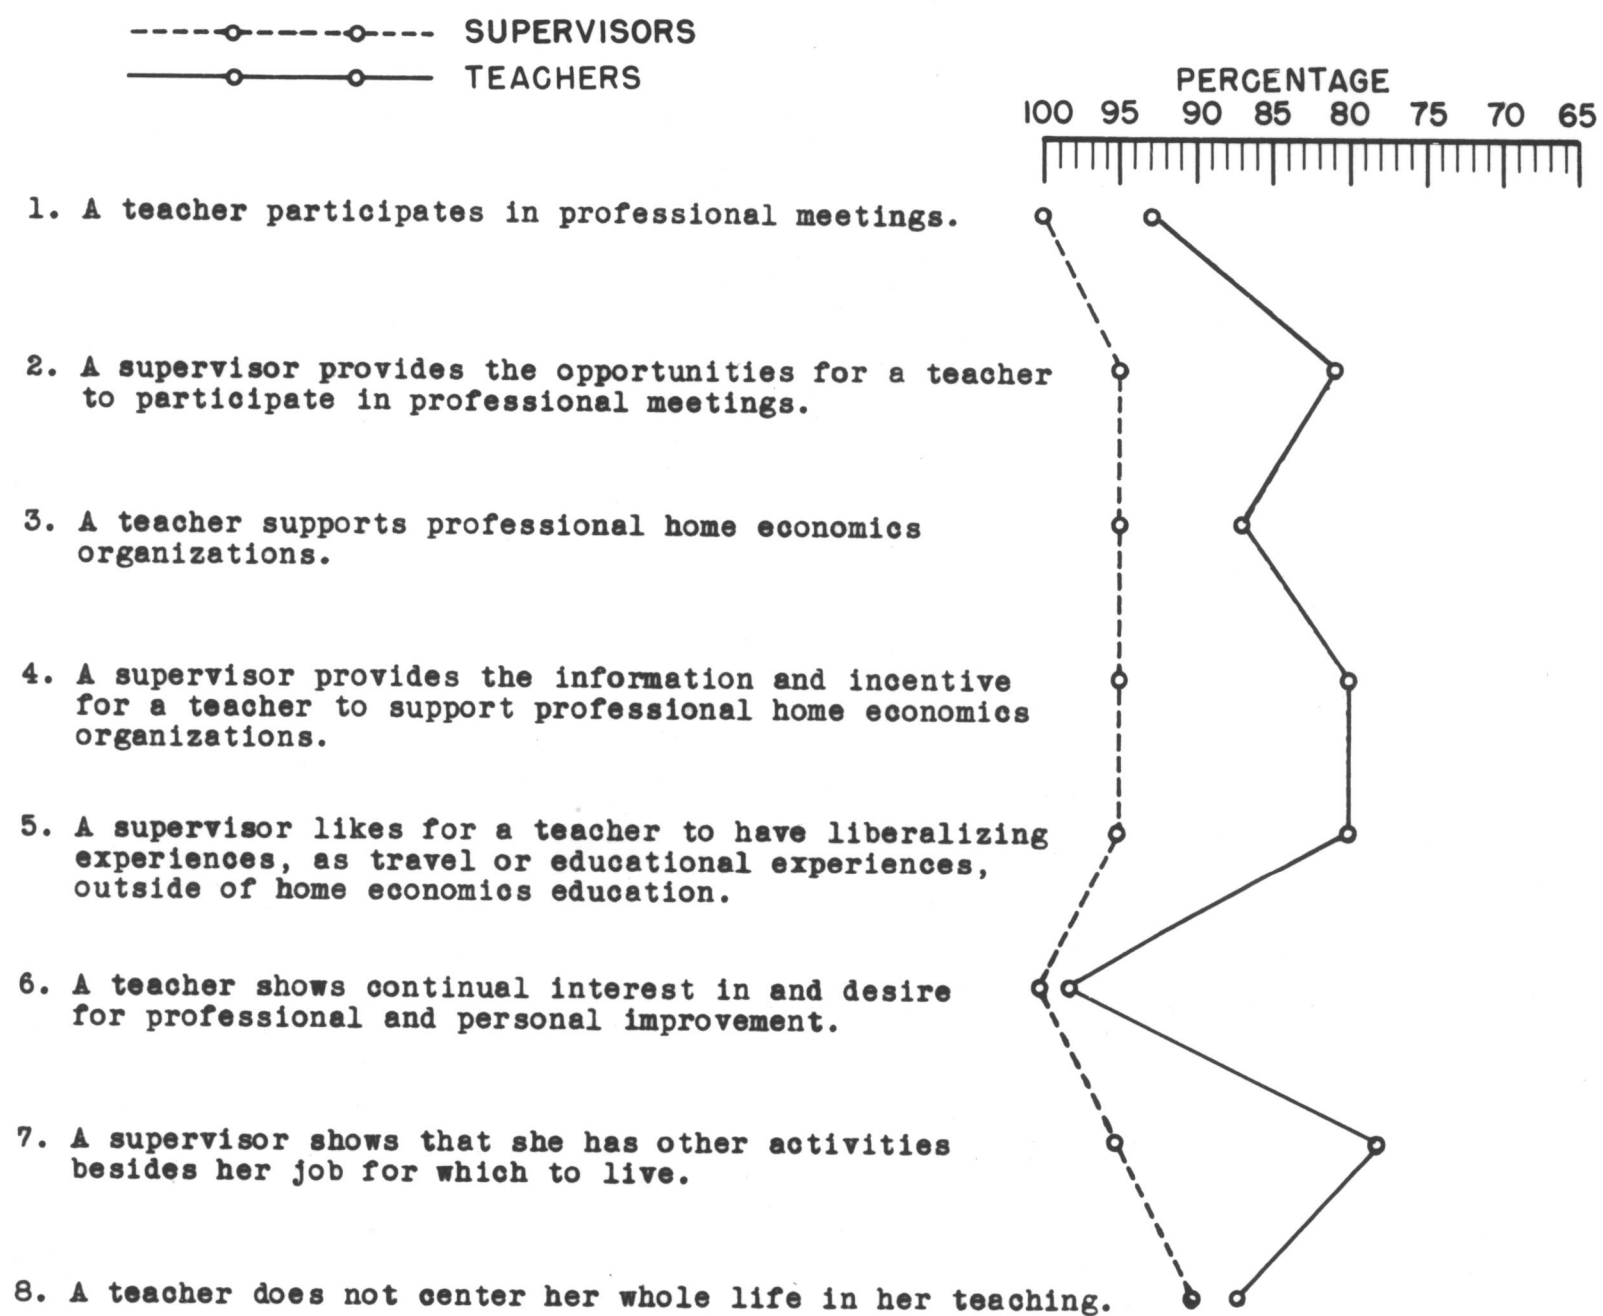 SUPERVISORS
TEACHERS
PERCENTAGE
100 95 90 85 80 75 70 65
1. A teacher participates in professional meetings.
2. A supervisor provides the opportunities for a teacher
to participate in professional meetings.
3. A teacher supports professional home economics
organizations.
4. A supervisor provides the information and incentive
for a teacher to support professional home economics
organizations.
5. A supervisor likes for a teacher to have liberalizing
experiences, as travel or educational experiences,
outside of home economics education.
6. A teacher shows continual interest in and desire
for professional and personal improvement.
7. A supervisor shows that she has other activities
besides her job for which to live.
8. A teacher does not center her whole life in her teaching.